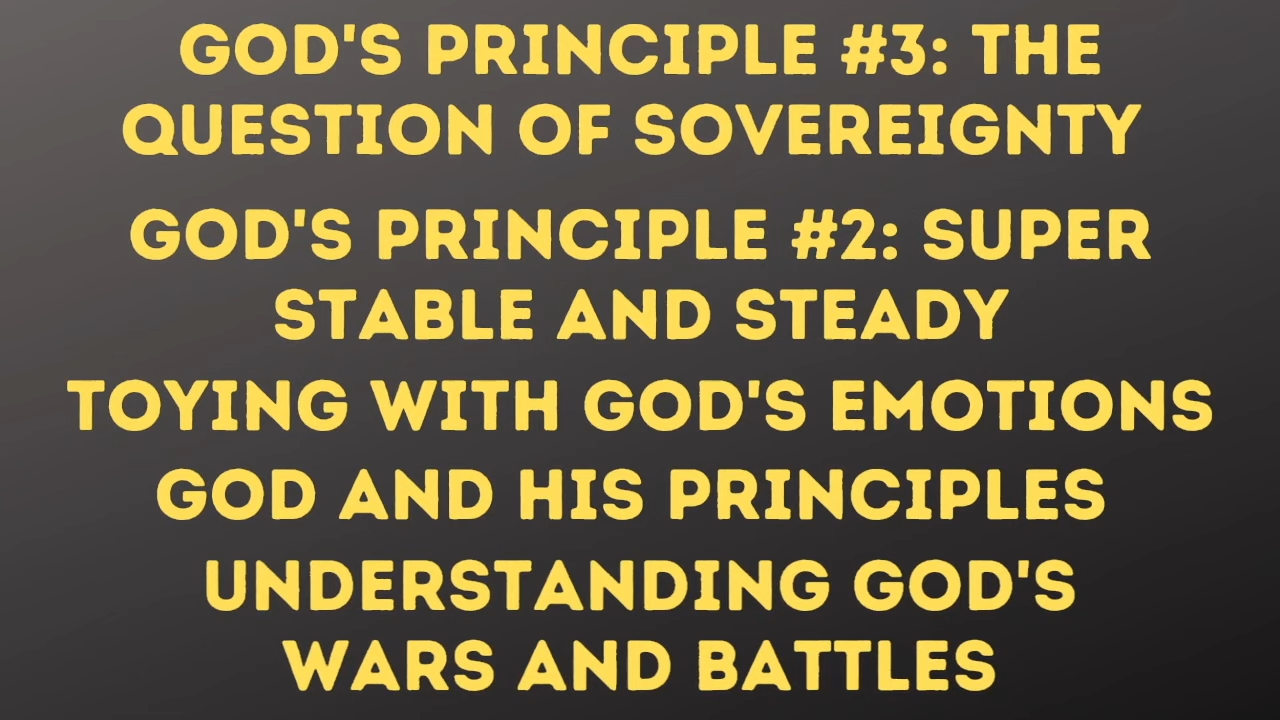 GOD'S PRINCIPLE #3: THE
QUESTION OF SOVEREIGNTY
GOD'S PRINCIPLE #2: SUPER
STABLE AND STEADY
TOYING WITH GOD'S EMOTIONS
GOD AND HIS PRINCIPLES
UNDERSTANDING GOD'S
WARS AND BATTLES